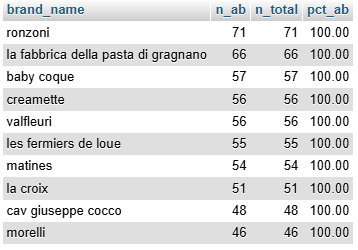 brand_name n_ab n_total pct_ab
ronzoni 71 71 100.00
la fabbrica della pasta di gragnano 66 66 100.00
baby coque 57 57 100.00
creamette 56 56 100.00
valfleuri 56 56 100.00
les fermiers de loue 55 55 100.00
matines 54 54 100.00
la croix 51 51 100.00
cav giuseppe cocco 48 48 100.00
morelli 46 46 100.00